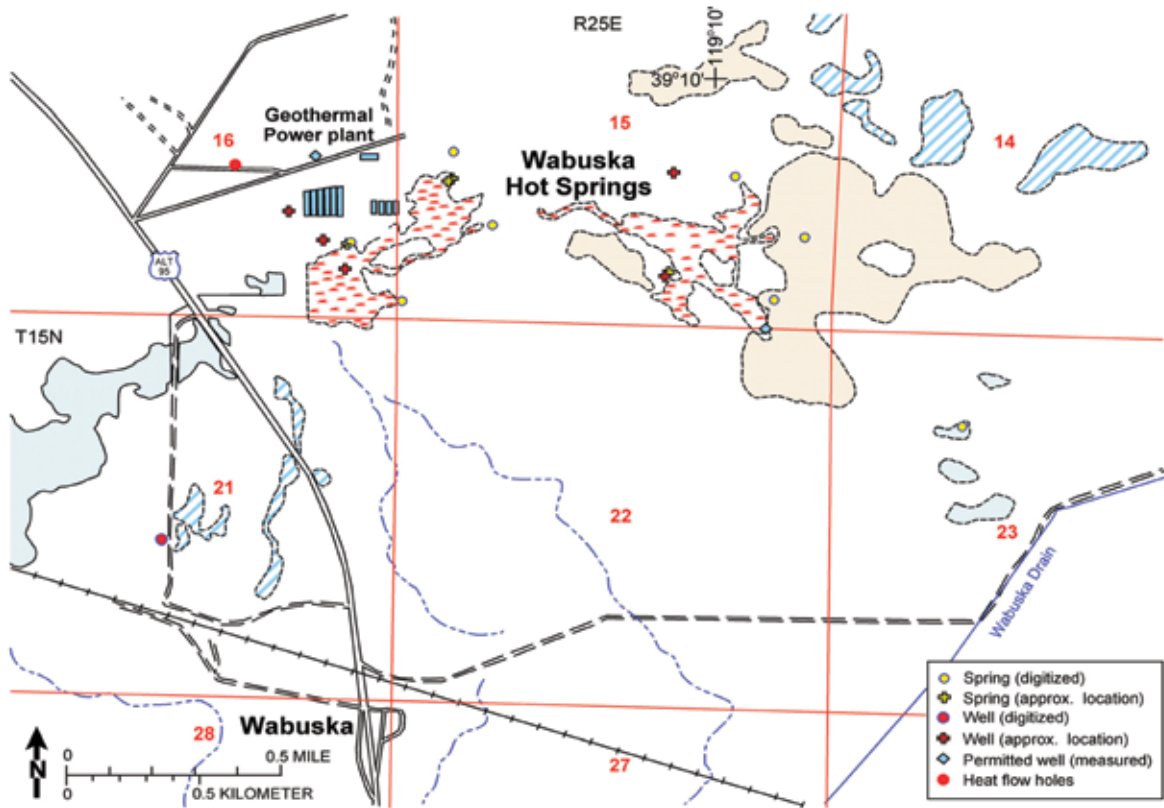 R25E
119°10'
39°10'
Geothermal
Power plant
16
15
14
Wabuska
Hot Springs
ALT
95
T15N
21
22
23
Wabuska Drain
Wabuska
28
27
N
0
0.5 MILE
0
0.5 KILOMETER
Spring (digitized)
Spring (approx. location)
Well (digitized)
Well (approx. location)
Permitted well (measured)
Heat flow holes